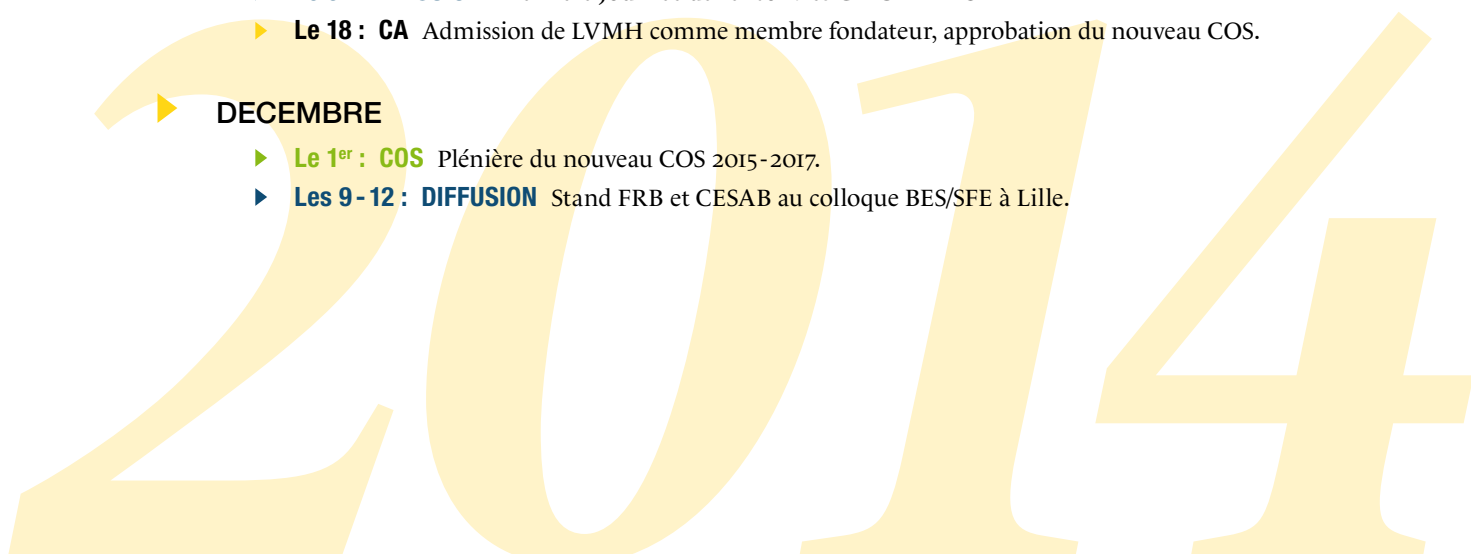 Le 18 : CA Admission de LVMH comme membre fondateur, approbation du nouveau COS.
DECEMBRE
Le 1er : COS Plénière du nouveau COS 2015-2017.
Les 9-12 : DIFFUSION Stand FRB et CESAB au colloque BES/SFE à Lille.
2014